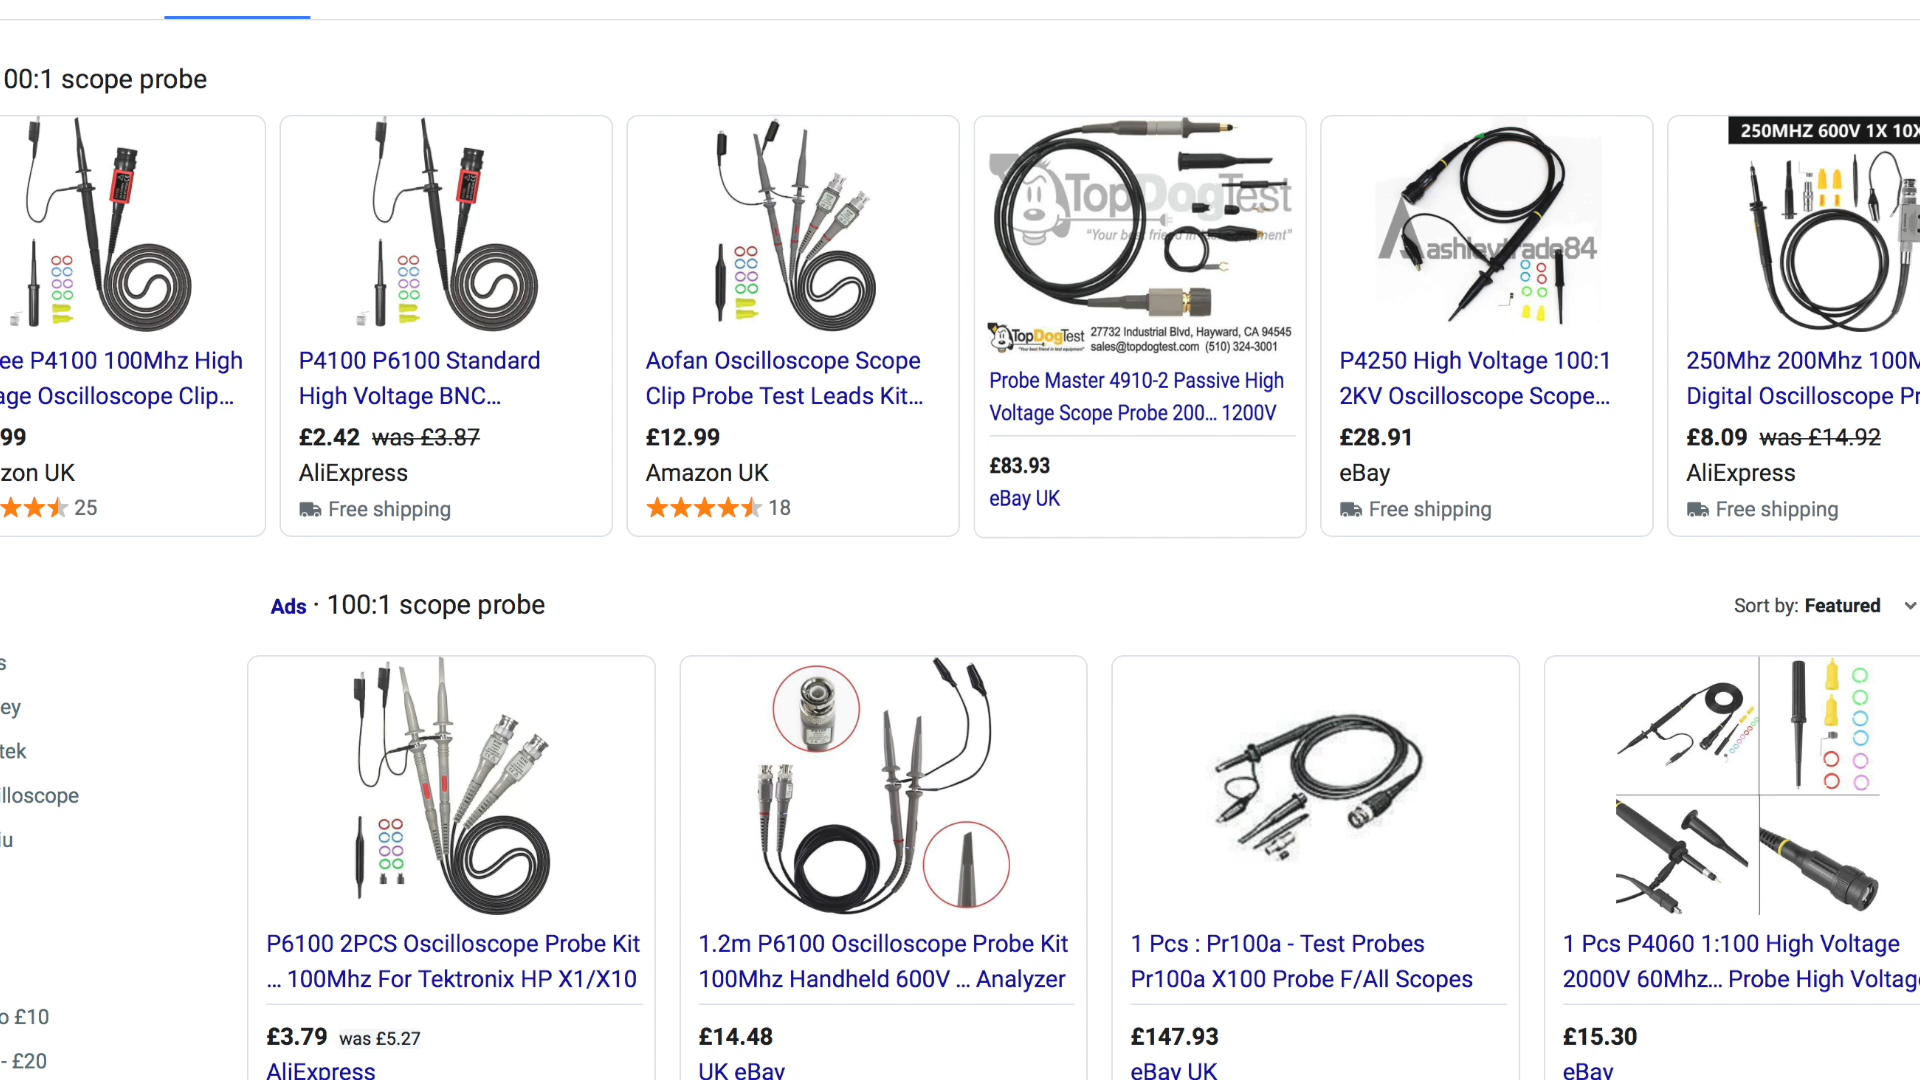 00:1 scope probe
250MHZ 600V 1X 10X
TopDogTest
"Your best friend in test equipment"
ashleytrade84
TopDogTest
"Your best friend in test equipment"
27732 Industrial Blvd, Hayward, CA 94545
sales@topdogtest.com (510) 324-3001
ee P4100 100Mhz High
age Oscilloscope Clip...
99
zon UK
25
P4100 P6100 Standard
High Voltage BNC...
£2.42 was £3.87
AliExpress
Free shipping
Aofan Oscilloscope Scope
Clip Probe Test Leads Kit...
£12.99
Amazon UK
18
Probe Master 4910-2 Passive High
Voltage Scope Probe 200... 1200V
£83.93
eBay UK
P4250 High Voltage 100:1
2KV Oscilloscope Scope...
£28.91
eBay
Free shipping
250Mhz 200Mhz 100M
Digital Oscilloscope Pr
£8.09 was £14.92
AliExpress
Free shipping
Ads · 100:1 scope probe
Sort by: Featured
s
ey
tek
illoscope
iu
o £10
- £20
P6100 2PCS Oscilloscope Probe Kit
... 100Mhz For Tektronix HP X1/X10
£3.79 was £5.27
AliExpress
1.2m P6100 Oscilloscope Probe Kit
100Mhz Handheld 600V ... Analyzer
£14.48
UK eBay
1 Pcs : Pr100a - Test Probes
Pr100a X100 Probe F/All Scopes
£147.93
eBay UK
1 Pcs P4060 1:100 High Voltage
2000V 60Mhz... Probe High Voltage
£15.30
eBay